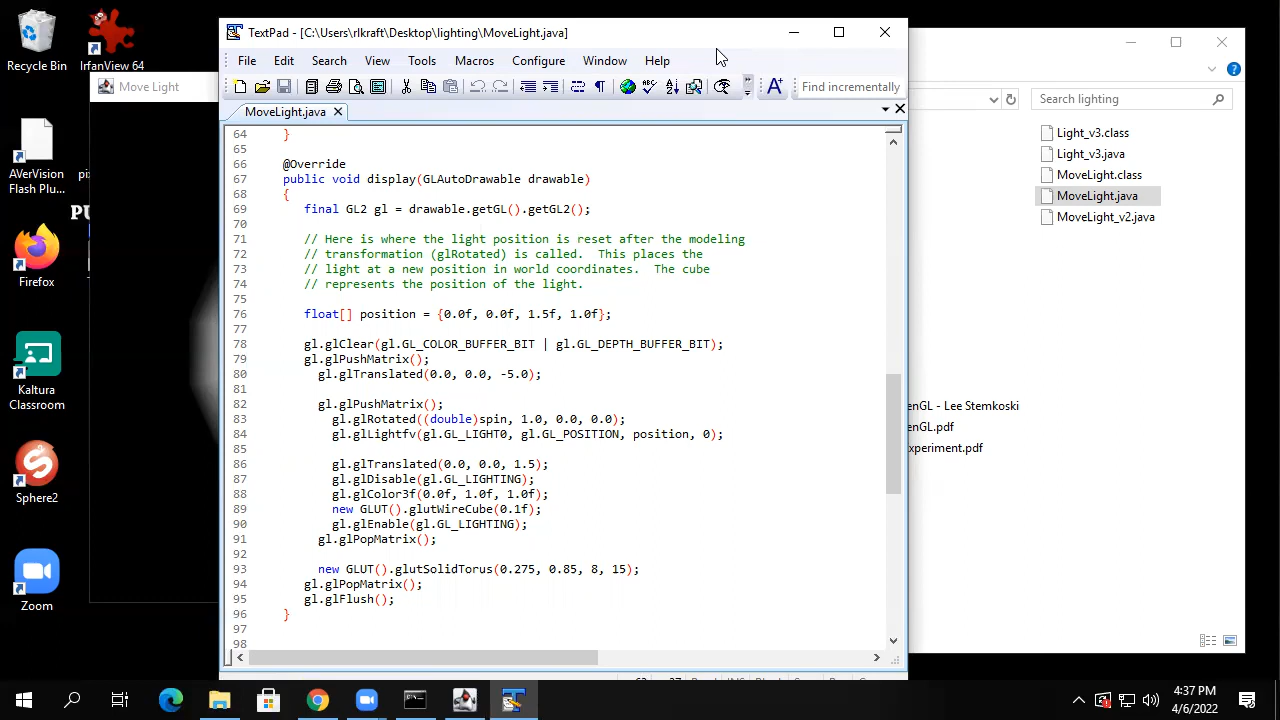 Recycle Bin
IrfanView 64
AVerVision
Flash Plu...
pix
PU
Firefox
Kaltura
Classroom
Sphere2
Zoom
Move Light
TextPad - [C:\Users\rlkraft\Desktop\lighting\MoveLight.java]
File Edit Search View Tools Macros Configure Window Help
Find incrementally
MoveLight.java
64 }
65
66 @Override
67 public void display(GLAutoDrawable drawable)
68 {
69 final GL2 gl = drawable.getGL().getGL2();
70
71 // Here is where the light position is reset after the modeling
72 // transformation (glRotated) is called.  This places the
73 // light at a new position in world coordinates.  The cube
74 // represents the position of the light.
75
76 float[] position = {0.0f, 0.0f, 1.5f, 1.0f};
77
78 gl.glClear(gl.GL_COLOR_BUFFER_BIT | gl.GL_DEPTH_BUFFER_BIT);
79 gl.glPushMatrix();
80 gl.glTranslated(0.0, 0.0, -5.0);
81
82 gl.glPushMatrix();
83 gl.glRotated((double)spin, 1.0, 0.0, 0.0);
84 gl.glLightfv(gl.GL_LIGHT0, gl.GL_POSITION, position, 0);
85
86 gl.glTranslated(0.0, 0.0, 1.5);
87 gl.glDisable(gl.GL_LIGHTING);
88 gl.glColor3f(0.0f, 1.0f, 1.0f);
89 new GLUT().glutWireCube(0.1f);
90 gl.glEnable(gl.GL_LIGHTING);
91 gl.glPopMatrix();
92
93 new GLUT().glutSolidTorus(0.275, 0.85, 8, 15);
94 gl.glPopMatrix();
95 gl.glFlush();
96 }
97
98
Search lighting
Light_v3.class
Light_v3.java
MoveLight.class
MoveLight.java
MoveLight_v2.java
enGL - Lee Stemkoski
enGL.pdf
xperiment.pdf
4:37 PM
4/6/2022